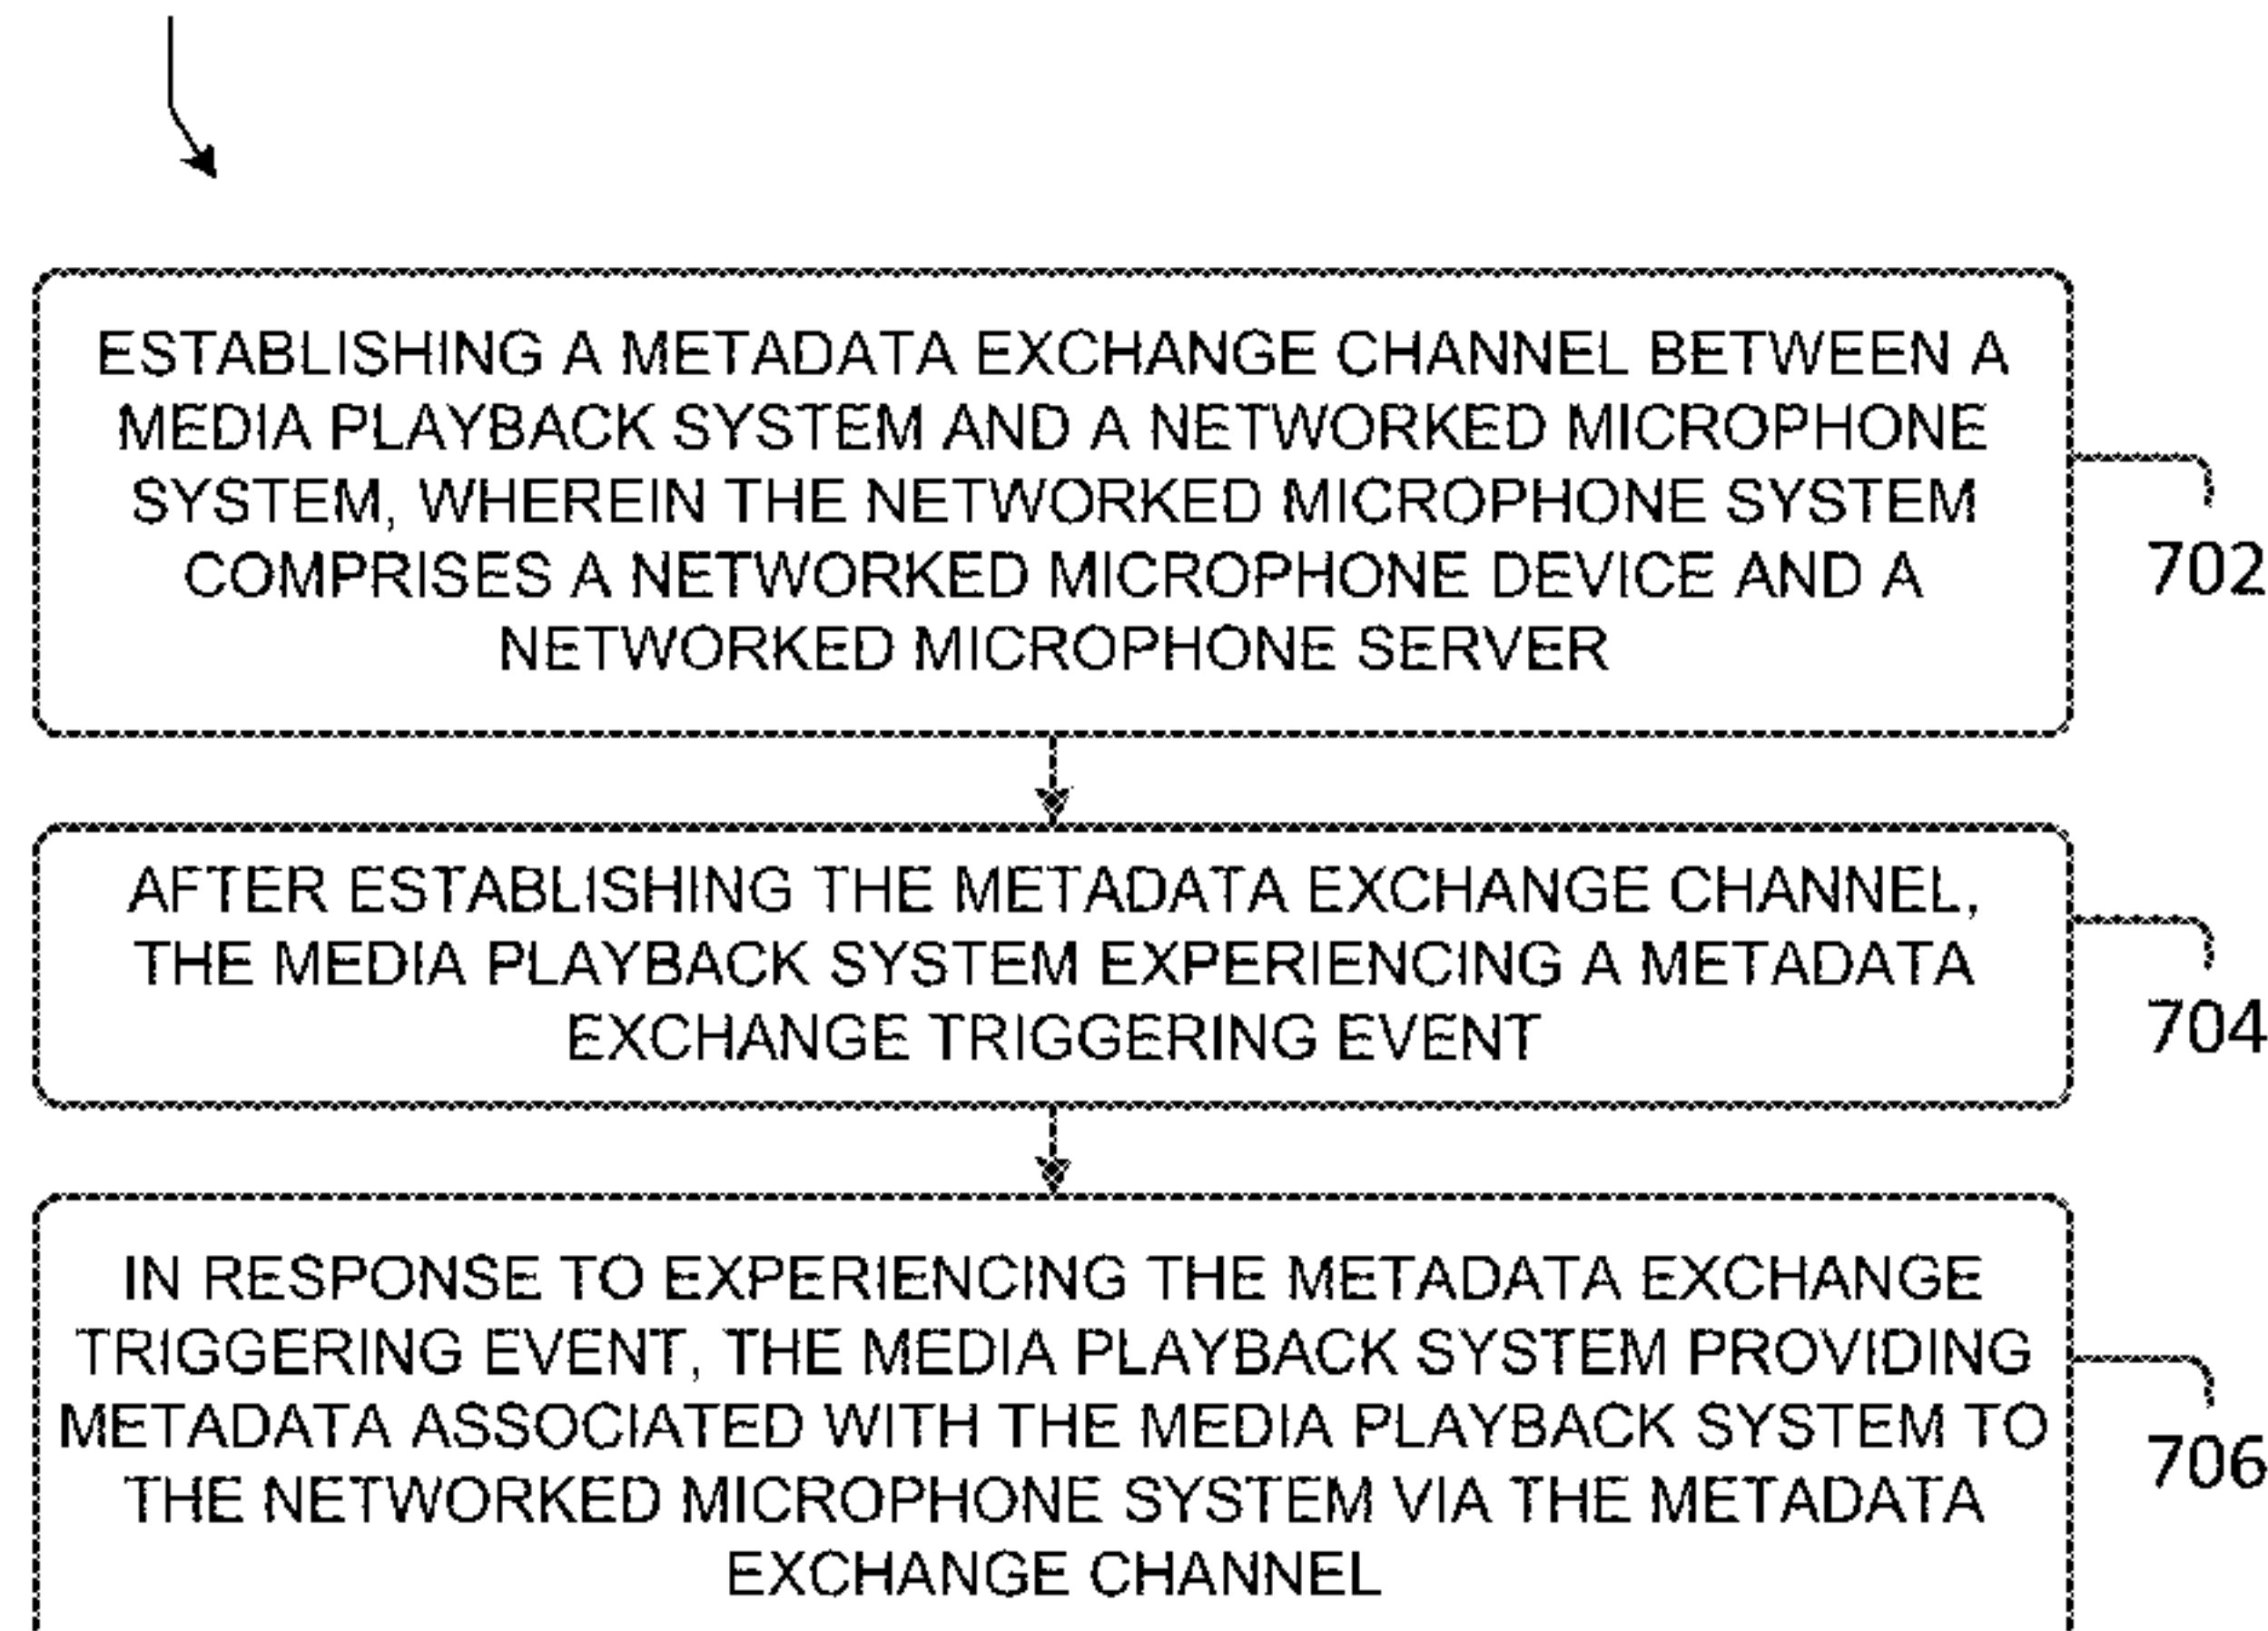 ESTABLISHING A METADATA EXCHANGE CHANNEL BETWEEN A
MEDIA PLAYBACK SYSTEM AND A NETWORKED MICROPHONE
SYSTEM, WHEREIN THE NETWORKED MICROPHONE SYSTEM
COMPRISES A NETWORKED MICROPHONE DEVICE AND A
NETWORKED MICROPHONE SERVER
702
AFTER ESTABLISHING THE METADATA EXCHANGE CHANNEL,
THE MEDIA PLAYBACK SYSTEM EXPERIENCING A METADATA
EXCHANGE TRIGGERING EVENT
704
IN RESPONSE TO EXPERIENCING THE METADATA EXCHANGE
TRIGGERING EVENT, THE MEDIA PLAYBACK SYSTEM PROVIDING
METADATA ASSOCIATED WITH THE MEDIA PLAYBACK SYSTEM TO
THE NETWORKED MICROPHONE SYSTEM VIA THE METADATA
EXCHANGE CHANNEL
706